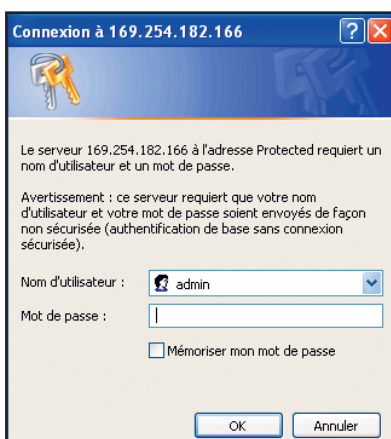 Connexion à 169.254.182.166
Le serveur 169.254.182.166 à l'adresse Protected requiert un
nom d'utilisateur et un mot de passe.
Avertissement : ce serveur requiert que votre nom
d'utilisateur et votre mot de passe soient envoyés de façon
non sécurisée (authentification de base sans connexion
sécurisée).
Nom d'utilisateur :
admin
Mot de passe :
Mémoriser mon mot de passe
OK
Annuler